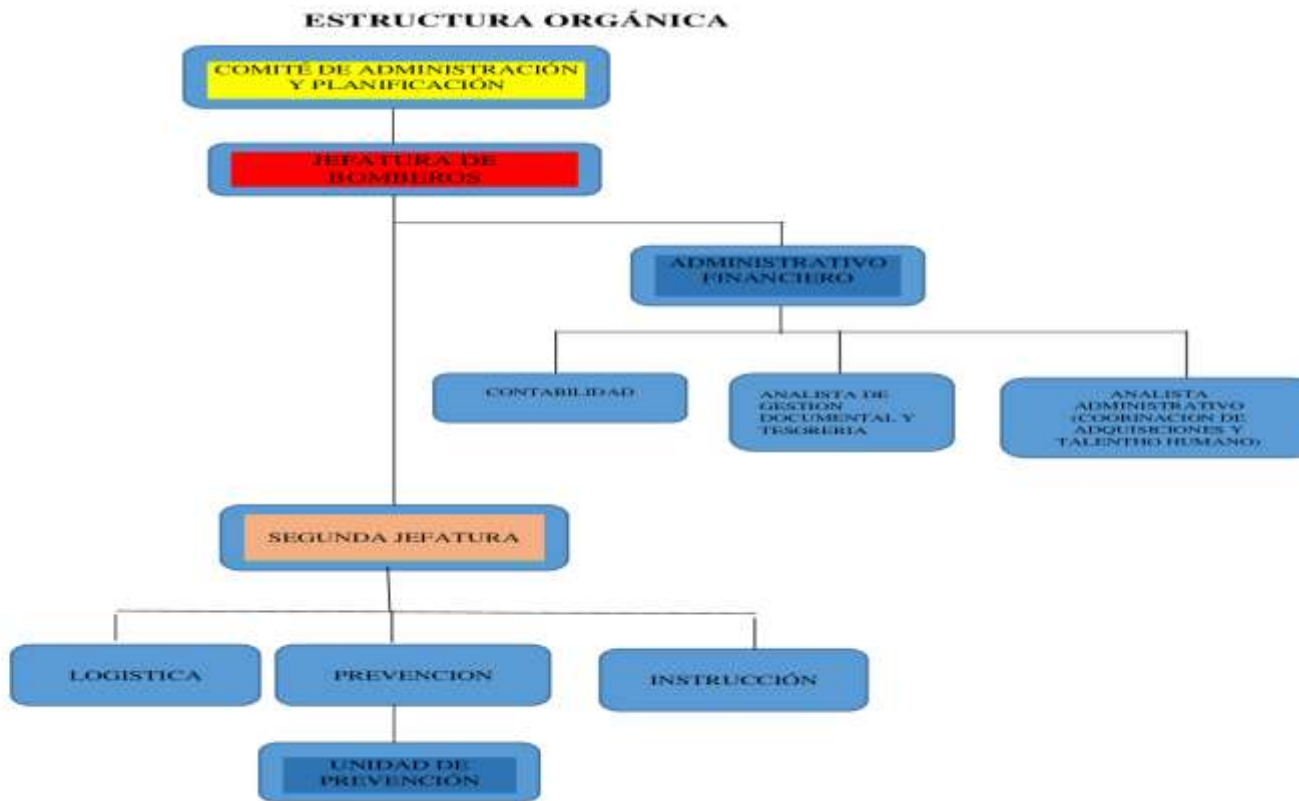 ESTRUCTURA ORGÁNICA
COMITÉ DE ADMINISTRACIÓN
Y PLANIFICACIÓN
JEFATURA DE
BOMBEROS
ADMINISTRATIVO
FINANCIERO
CONTABILIDAD
ANALISTA DE
GESTION
DOCUMENTAL Y
TESORERIA
ANALISTA
ADMINISTRATIVO
(COORINACION DE
ADQUISICIONES Y
TALENTHO HUMANO)
SEGUNDA JEFATURA
LOGISTICA
PREVENCION
INSTRUCCIÓN
UNIDAD DE
PREVENCIÓN